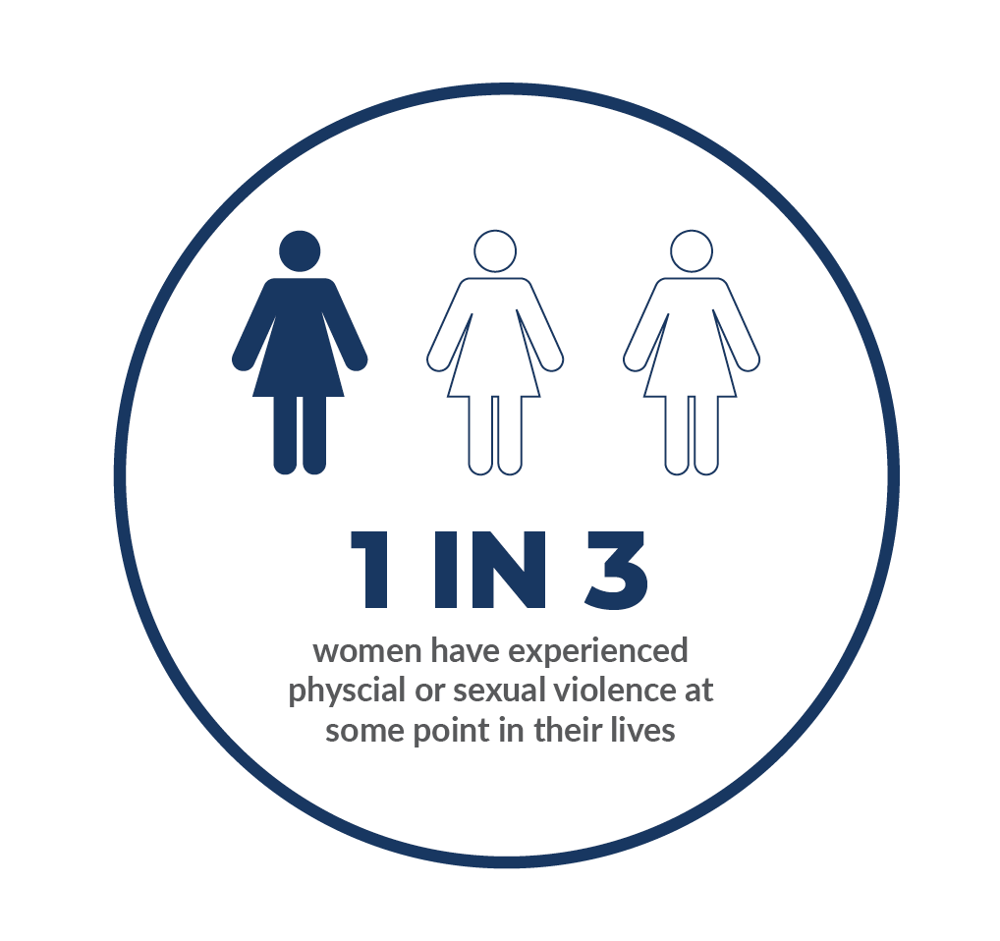 1 IN 3
women have experienced
physcial or sexual violence at
some point in their lives